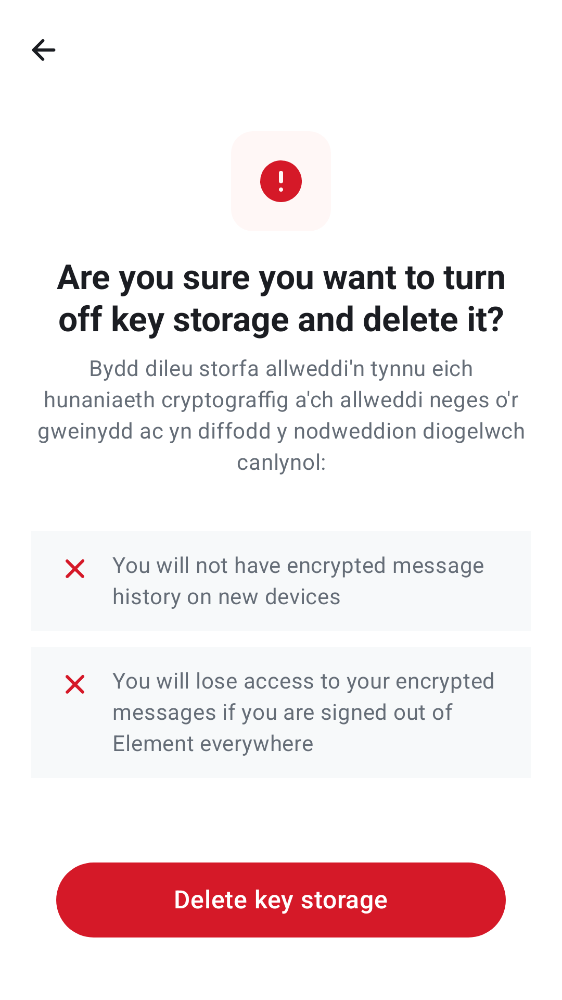 Are you sure you want to turn
off key storage and delete it?
Bydd dileu storfa allweddi'n tynnu eich
hunaniaeth cryptograffig a'ch allweddi neges o'r
gweinydd ac yn diffodd y nodweddion diogelwch
canlynol:
You will not have encrypted message
history on new devices
You will lose access to your encrypted
messages if you are signed out of
Element everywhere
Delete key storage